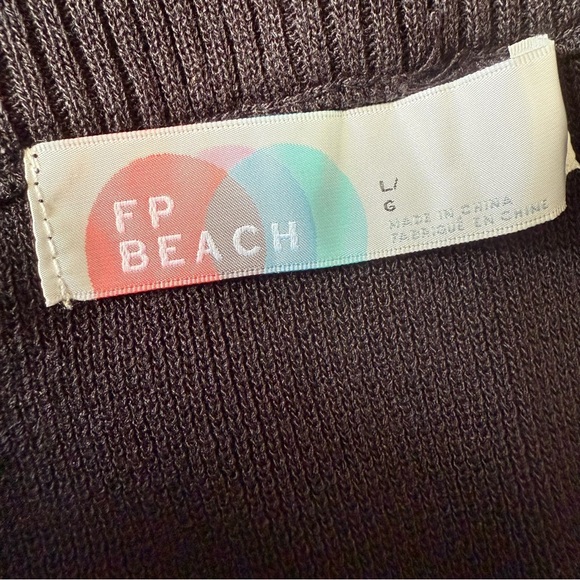 FP
BEACH
L/
G
MADE IN CHINA
FABRIQUÉ EN CHINE